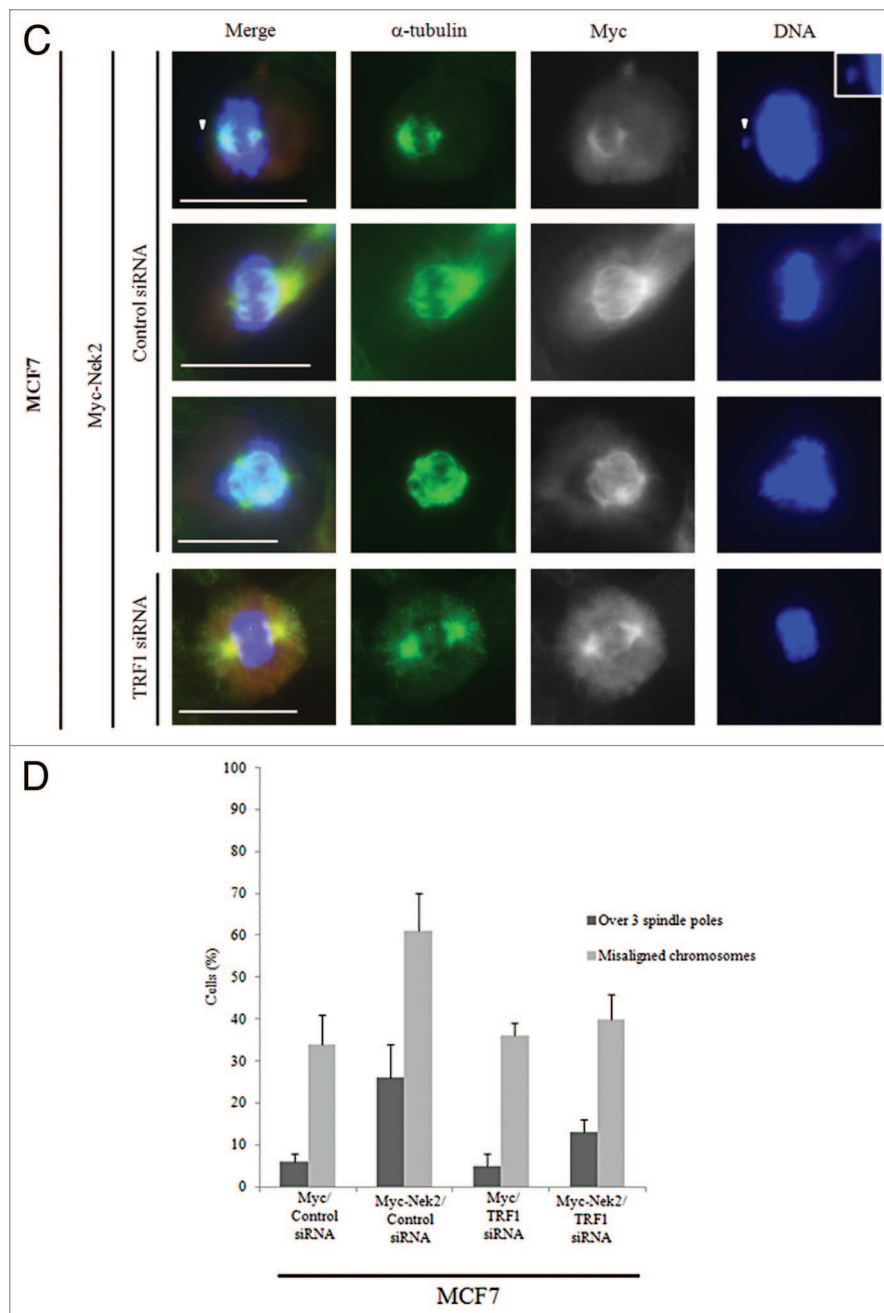 C
Merge
α-tubulin
Myc
DNA
MCF7
Myc-Nek2
Control siRNA
TRF1 siRNA
D
100
90
80
70
60
50
40
30
20
10
0
Cells (%)
Over 3 spindle poles
Misaligned chromosomes
Myc/
Control
siRNA
Myc-Nek2/
Control
siRNA
Myc/
TRF1
siRNA
Myc-Nek2/
TRF1
siRNA
MCF7